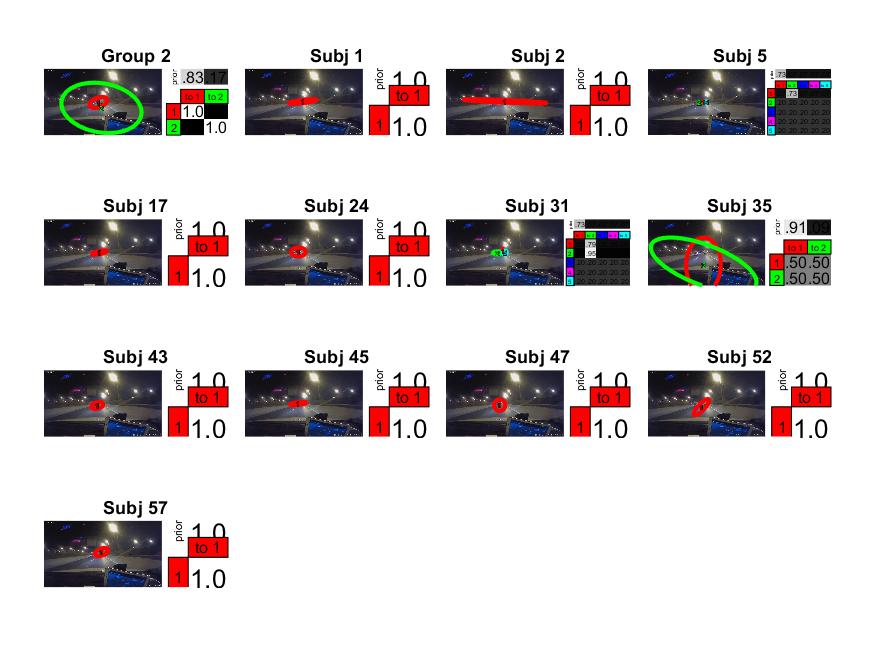 Group 2
prior .83 .17
to 1 to 2
1 1.0
2 1.0
Subj 1
prior 1.0
to 1
1 1.0
Subj 2
prior 1.0
to 1
1 1.0
Subj 5
.73
.73
.20 .20 .20 .20 .20
.20 .20 .20 .20 .20
.20 .20 .20 .20 .20
.20 .20 .20 .20 .20
Subj 17
prior 1.0
to 1
1 1.0
Subj 24
prior 1.0
to 1
1 1.0
Subj 31
.73
.79
.95
.20 .20 .20 .20 .20
.20 .20 .20 .20 .20
.20 .20 .20 .20 .20
Subj 35
prior .91 .09
to 1 to 2
1 .50 .50
2 .50 .50
Subj 43
prior 1.0
to 1
1 1.0
Subj 45
prior 1.0
to 1
1 1.0
Subj 47
prior 1.0
to 1
1 1.0
Subj 52
prior 1.0
to 1
1 1.0
Subj 57
prior 1.0
to 1
1 1.0